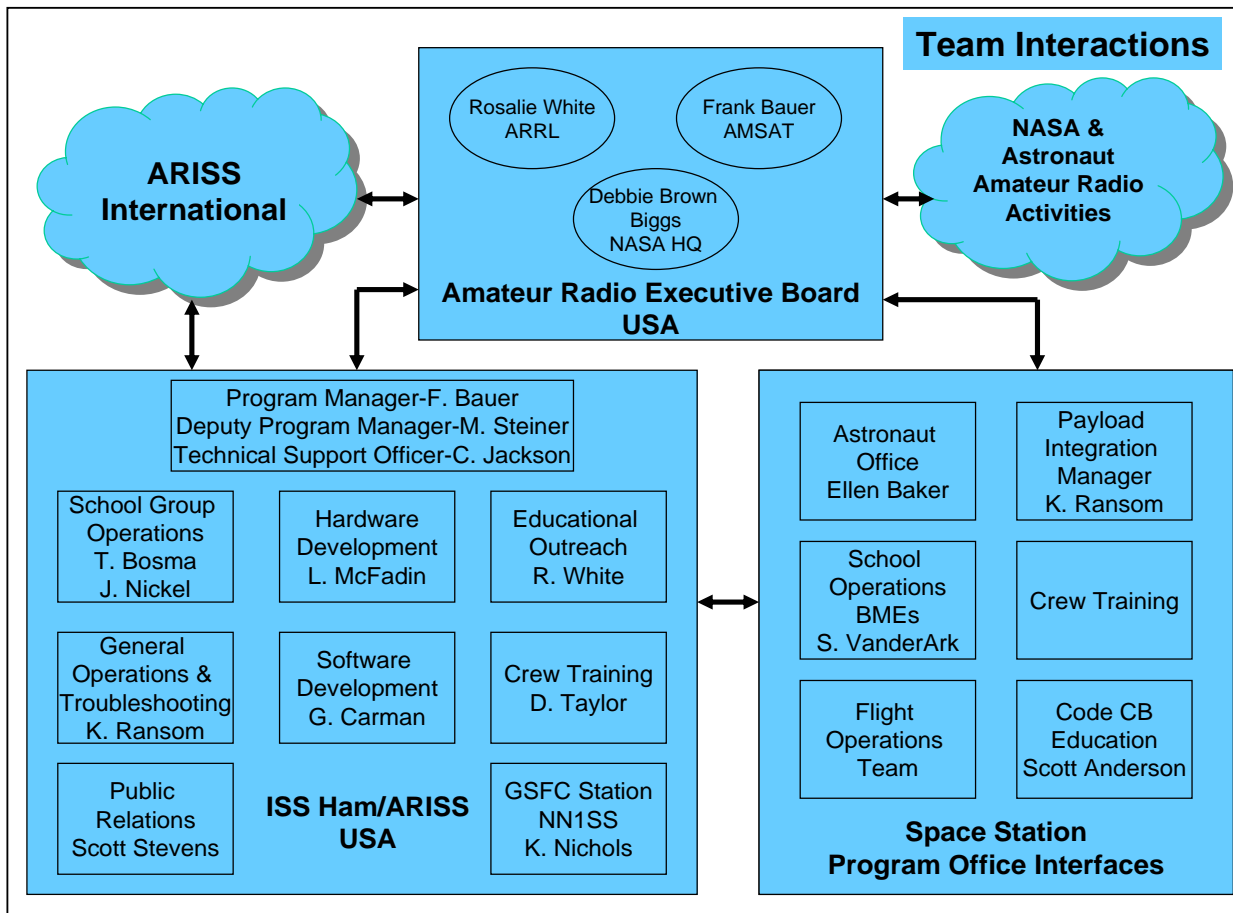 Team Interactions
Rosalie White
ARRL
Frank Bauer
AMSAT
Debbie Brown
Biggs
NASA HQ
Amateur Radio Executive Board
USA
ARISS
International
NASA &
Astronaut
Amateur Radio
Activities
Program Manager-F. Bauer
Deputy Program Manager-M. Steiner
Technical Support Officer-C. Jackson
School Group
Operations
T. Bosma
J. Nickel
Hardware
Development
L. McFadin
Educational
Outreach
R. White
General
Operations &
Troubleshooting
K. Ransom
Software
Development
G. Carman
Crew Training
D. Taylor
Public
Relations
Scott Stevens
ISS Ham/ARISS
USA
GSFC Station
NN1SS
K. Nichols
Astronaut
Office
Ellen Baker
Payload
Integration
Manager
K. Ransom
School
Operations
BMEs
S. VanderArk
Crew Training
Flight
Operations
Team
Code CB
Education
Scott Anderson
Space Station
Program Office Interfaces